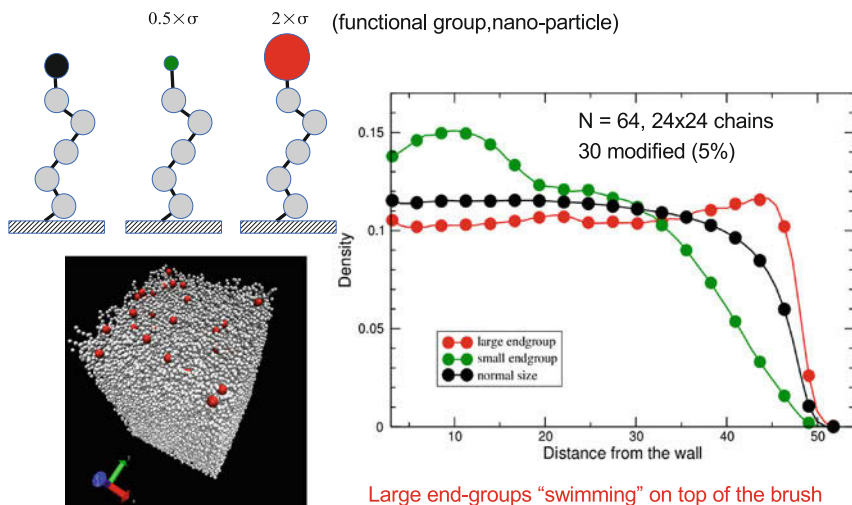 0.5×σ
2×σ
(functional group,nano-particle)
N = 64, 24x24 chains
30 modified (5%)
0.15
0.1
0.05
0
Density
large endgroup
small endgroup
normal size
10
20
30
40
50
Distance from the wall
Large end-groups “swimming” on top of the brush